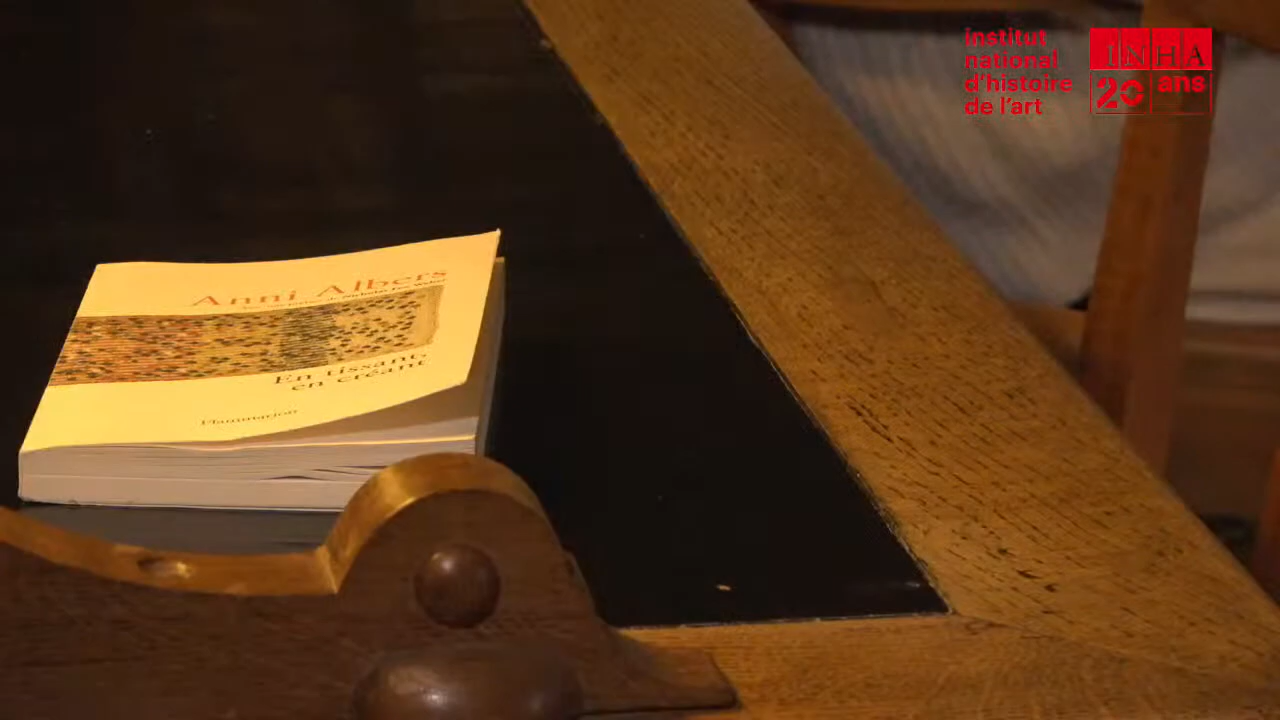 institut
national
d'histoire
de l'art
INHA
20 ans
Anni Albers
En tissant,
en créant
Flammarion